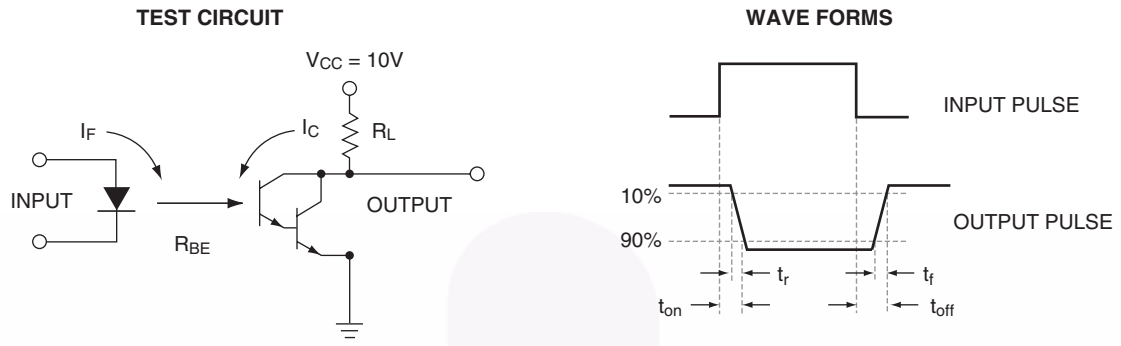 TEST CIRCUIT
WAVE FORMS
VCC = 10V
IF
IC
RL
INPUT
RBE
OUTPUT
INPUT PULSE
10%
OUTPUT PULSE
90%
tr
tf
ton
toff